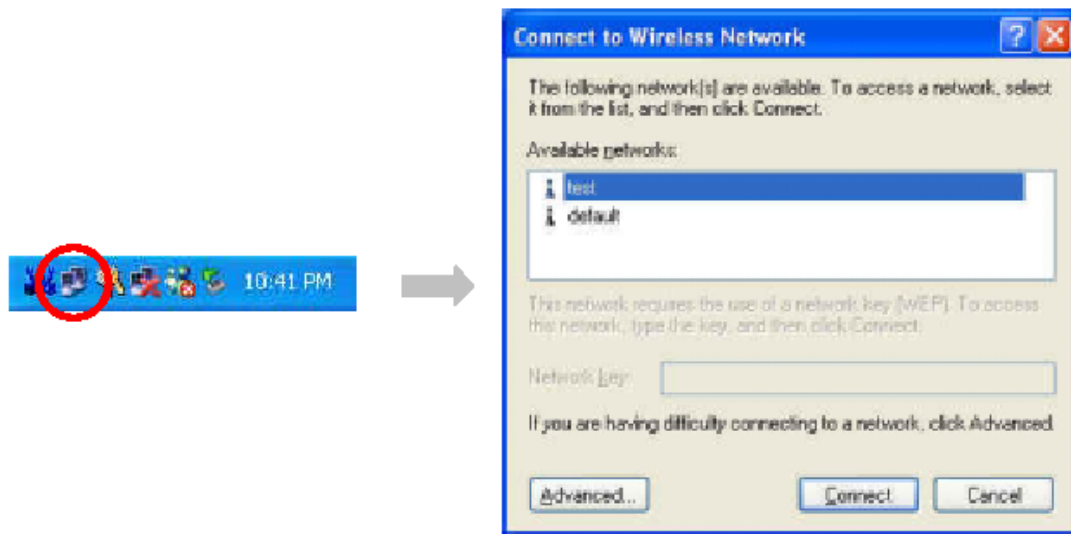 10:41 PM
Connect to Wireless Network
The following network(s) are available. To access a network, select
it from the list, and then click Connect.
Available networks:
test
default
This network requires the use of a network key (WEP). To access
this network, type the key, and then click Connect.
Network key:
If you are having difficulty connecting to a network, click Advanced.
Advanced...
Connect
Cancel